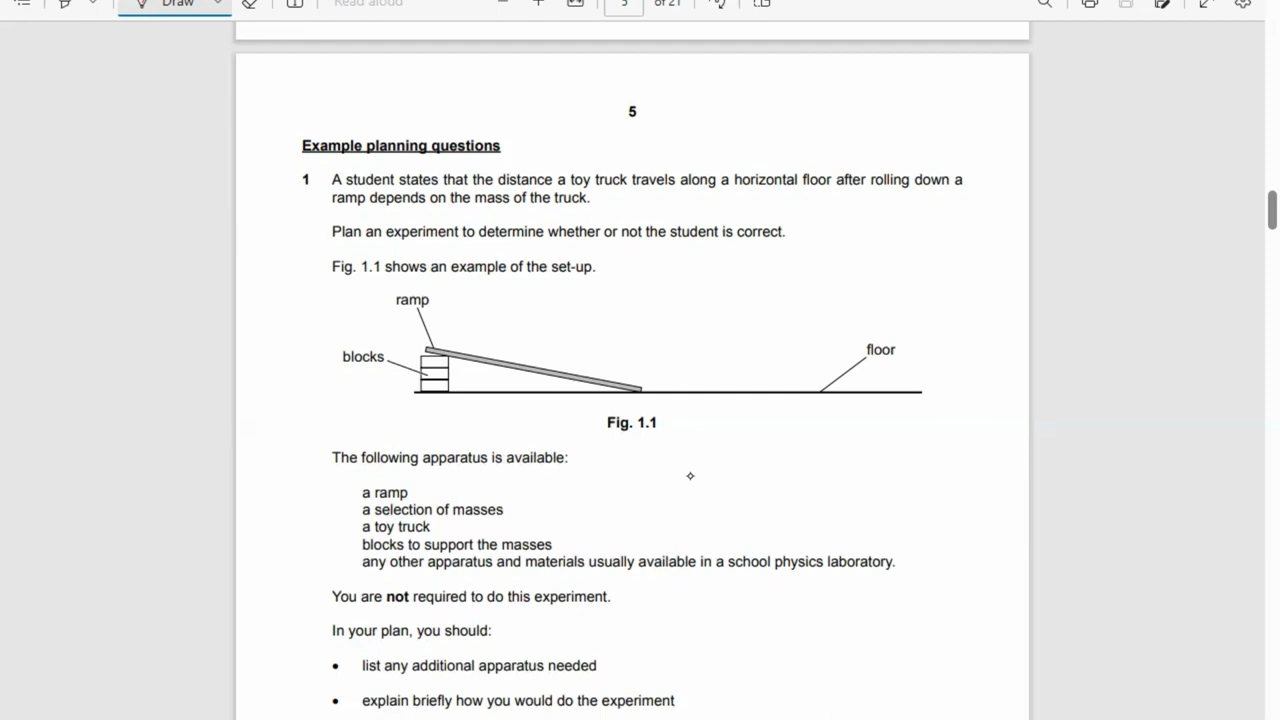 Draw
Read aloud
5
of 21
5
Example planning questions
1 A student states that the distance a toy truck travels along a horizontal floor after rolling down a
ramp depends on the mass of the truck.
Plan an experiment to determine whether or not the student is correct.
Fig. 1.1 shows an example of the set-up.
ramp
blocks
floor
Fig. 1.1
The following apparatus is available:
a ramp
a selection of masses
a toy truck
blocks to support the masses
any other apparatus and materials usually available in a school physics laboratory.
You are not required to do this experiment.
In your plan, you should:
• list any additional apparatus needed
• explain briefly how you would do the experiment